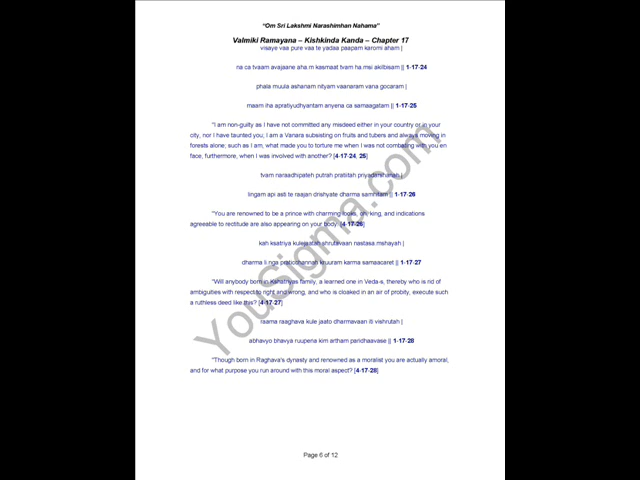 "Om Sri Lakshmi Narashimhan Nahama"
Valmiki Ramayana – Kishkinda Kanda – Chapter 17
visaye vaa pure vaa te yadaa paapam karomi aham |
na ca tvaam avajaane aha.m kasmaat tvam ha.msi akilbisam || 1-17-24
phala muula ashanam nityam vaanaram vana gocaram |
maam iha apratiyudhyantam anyena ca samaagatam || 1-17-25
"I am non-guilty as I have not committed any misdeed either in your country or in your
city, nor I have taunted you; I am a Vanara subsisting on fruits and tubers and always moving in
forests alone; such as I am, what made you to torture me when I was not combating with you en
face, furthermore, when I was involved with another? [4-17-24, 25]
tvam naraadhipateh putrah pratiitah priyadarshanah |
lingam api asti te raajan drishyate dharma samhitam || 1-17-26
"You are renowned to be a prince with charming looks, oh, king, and indications
agreeable to rectitude are also appearing on your body. [4-17-26]
kah ksatriya kulejaatah shrutavaan nastasa.mshayah |
dharma li.nga praticchannah kruuram karma samaacaret || 1-17-27
"Will anybody born in Kshatriya's family, a learned one in Veda-s, thereby who is rid of
ambiguities with respect to right and wrong, and who is cloaked in an air of probity, execute such
a ruthless deed like this? [4-17-27]
raama raaghava kule jaato dharmavaan iti vishrutah |
abhavyo bhavya ruupena kim artham paridhaavase || 1-17-28
"Though born in Raghava's dynasty and renowned as a moralist you are actually amoral,
and for what purpose you run around with this moral aspect? [4-17-28]
YouSigma.com
Page 6 of 12